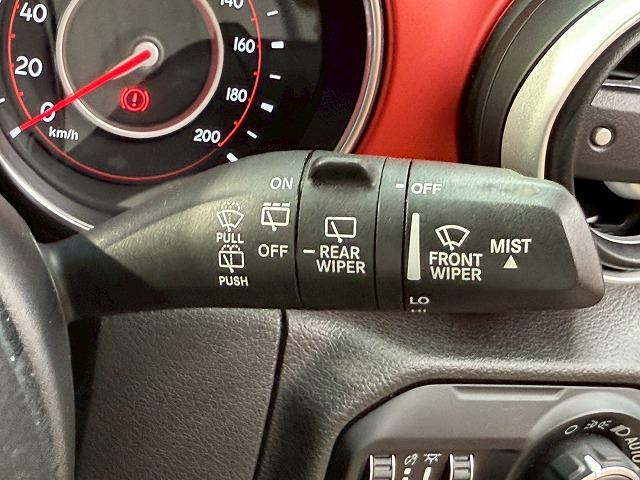 40
20
0
km/h
140
160
180
200
ON
OFF
PULL
PUSH
REAR
WIPER
OFF
FRONT
WIPER
MIST
LO
AUTO